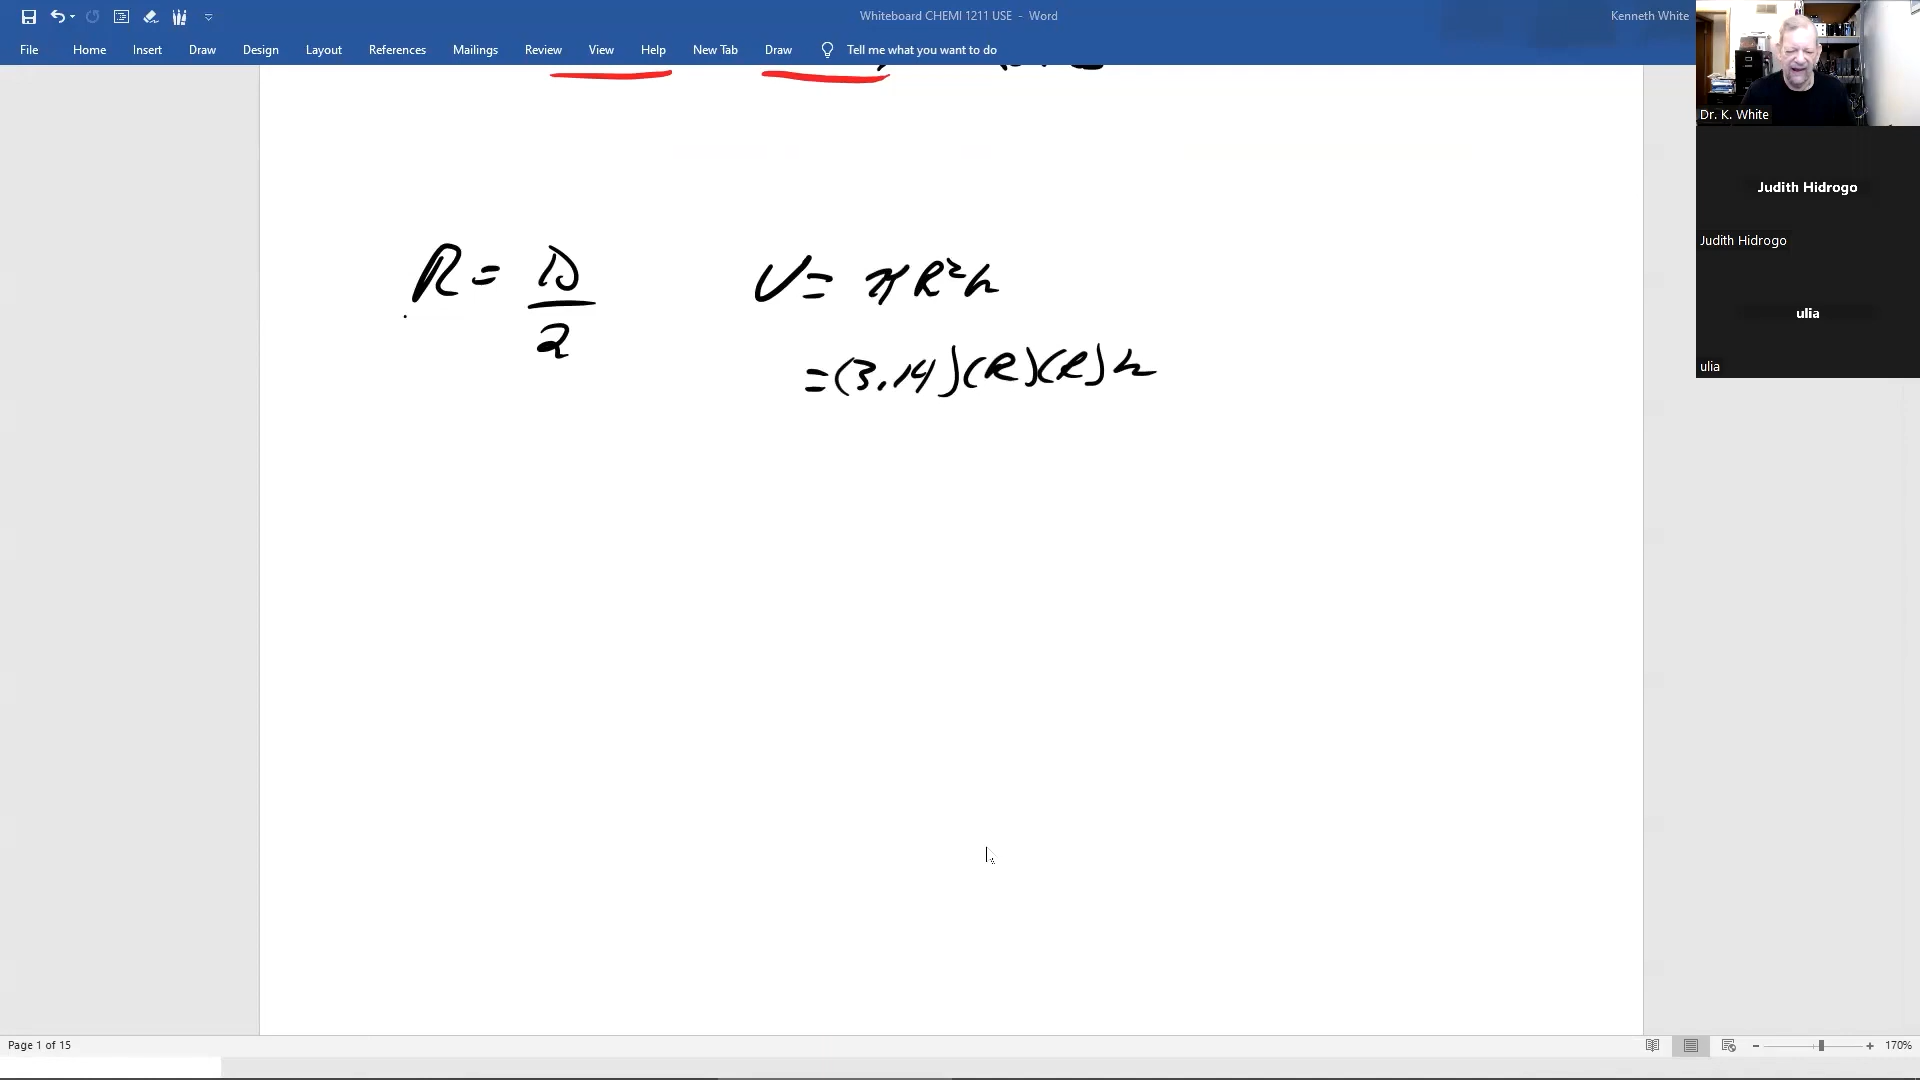 Whiteboard CHEMI 1211 USE - Word
Kenneth White
File Home Insert Draw Design Layout References Mailings Review View Help New Tab Draw Tell me what you want to do
Dr. K. White
Judith Hidrogo
Judith Hidrogo
ulia
ulia
R = D/2
V = πR²h
= (3.14)(R)(R)h
Page 1 of 15
170%